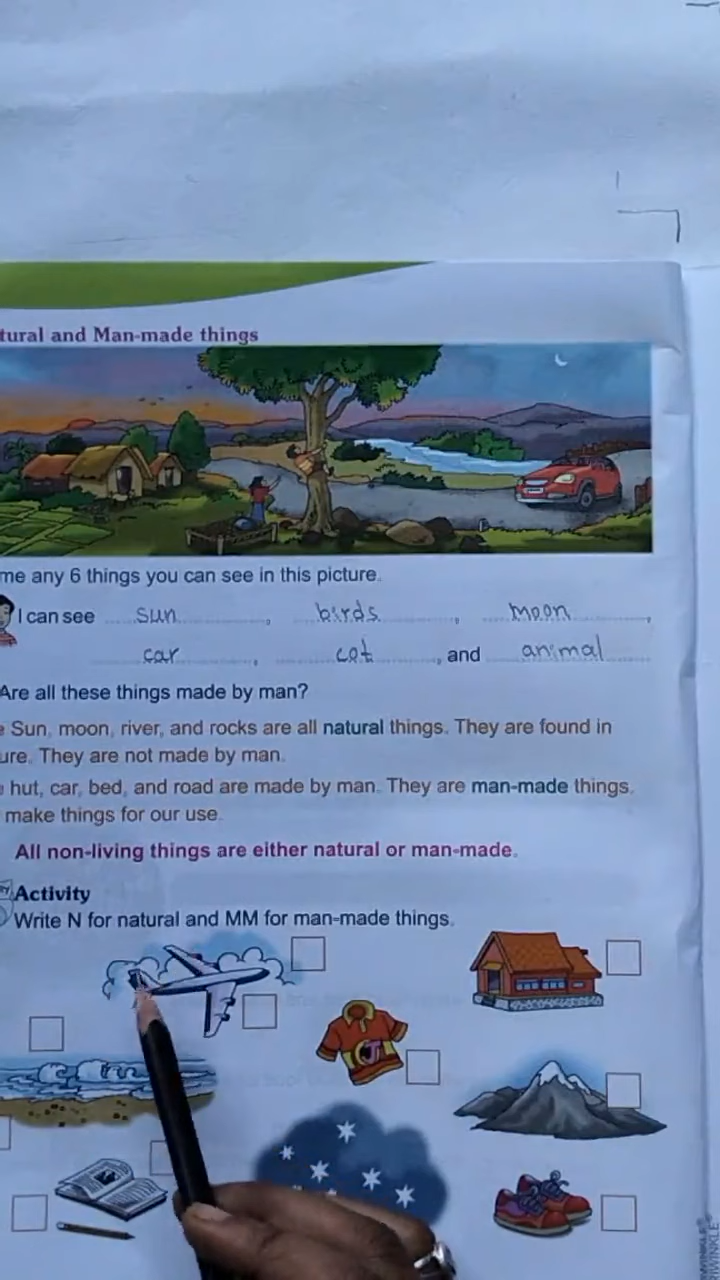 tural and Man-made things
me any 6 things you can see in this picture.
I can see sun, birds, moon,
car, cat, and animal
Are all these things made by man?
e Sun, moon, river, and rocks are all natural things. They are found in
ure. They are not made by man.
e hut, car, bed, and road are made by man. They are man-made things.
make things for our use.
All non-living things are either natural or man-made.
Activity
Write N for natural and MM for man-made things.